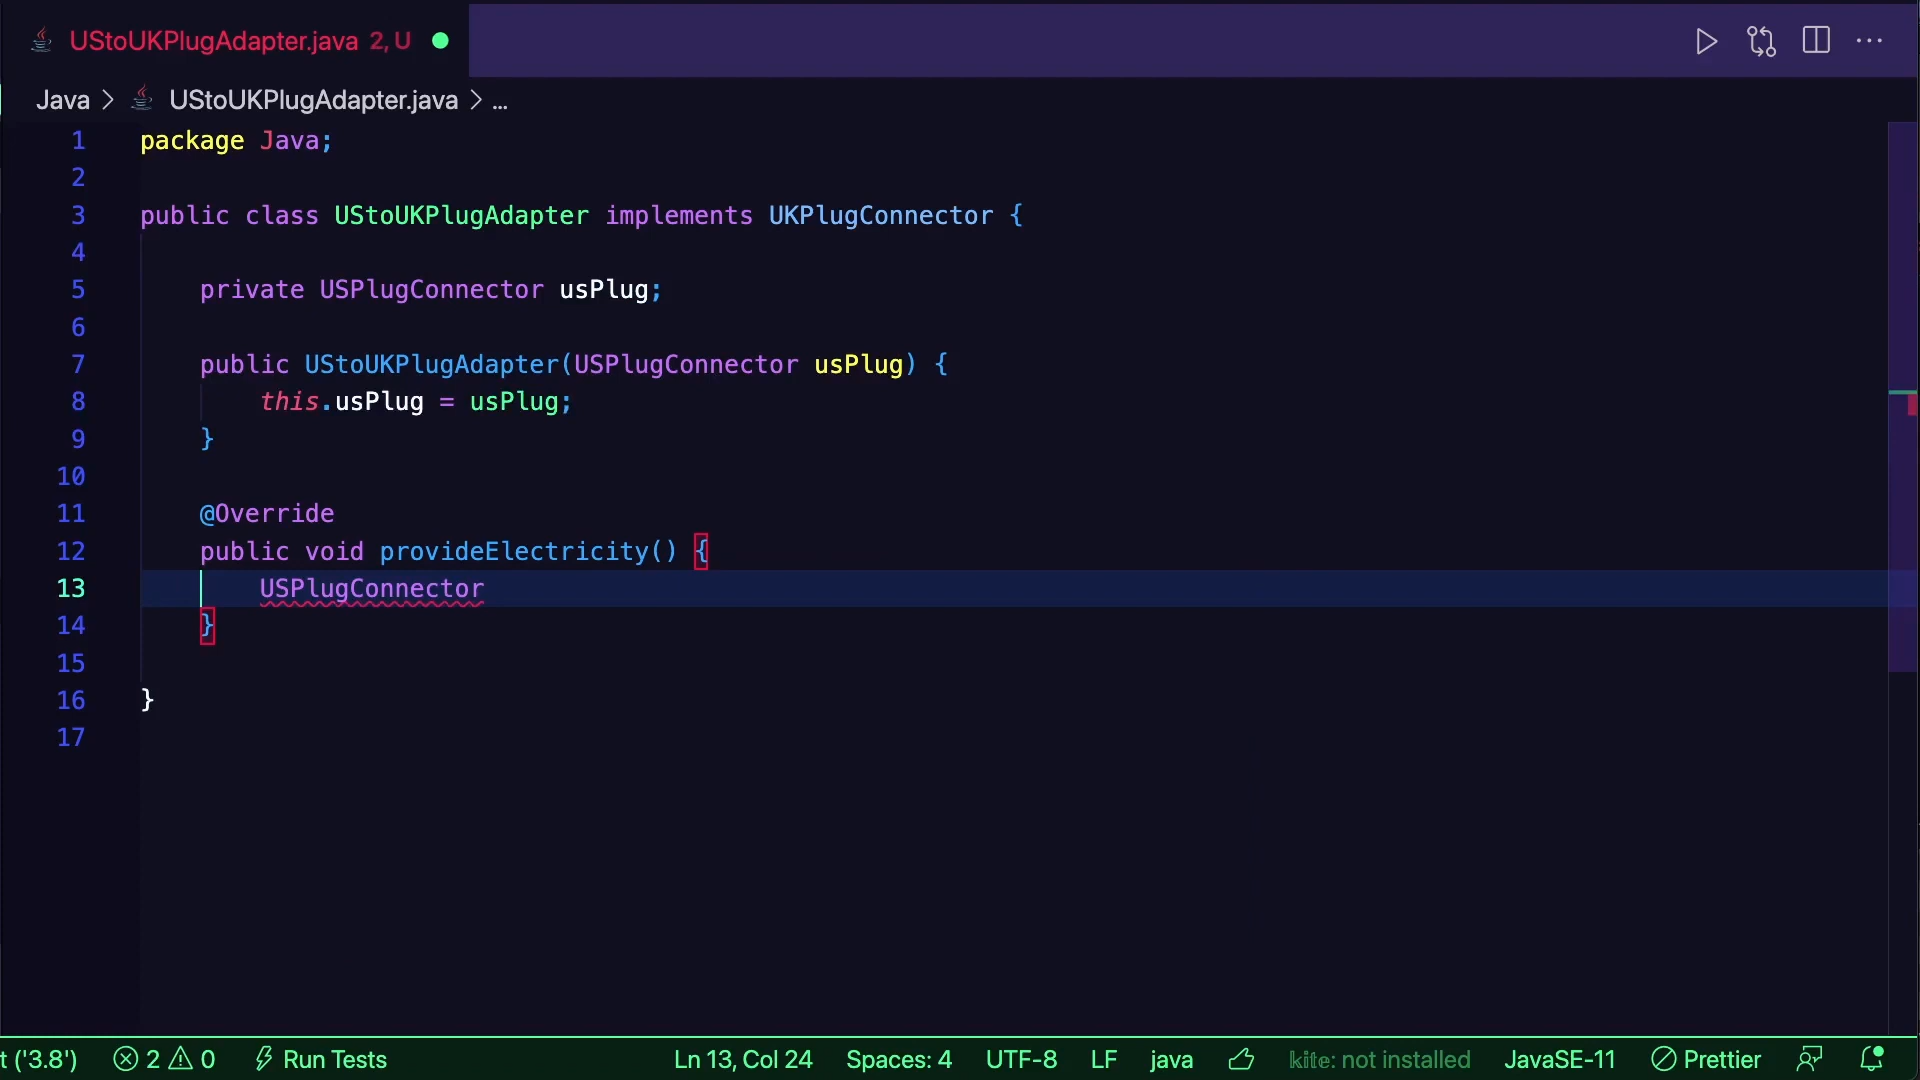 UStoUKPlugAdapter.java 2, U
Java > UStoUKPlugAdapter.java > ...
1 package Java;
2
3 public class UStoUKPlugAdapter implements UKPlugConnector {
4
5 private USPlugConnector usPlug;
6
7 public UStoUKPlugAdapter(USPlugConnector usPlug) {
8 this.usPlug = usPlug;
9 }
10
11 @Override
12 public void provideElectricity() {
13 USPlugConnector
14 }
15
16 }
17
t ('3.8') 2 0 Run Tests Ln 13, Col 24 Spaces: 4 UTF-8 LF java kite: not installed JavaSE-11 Prettier